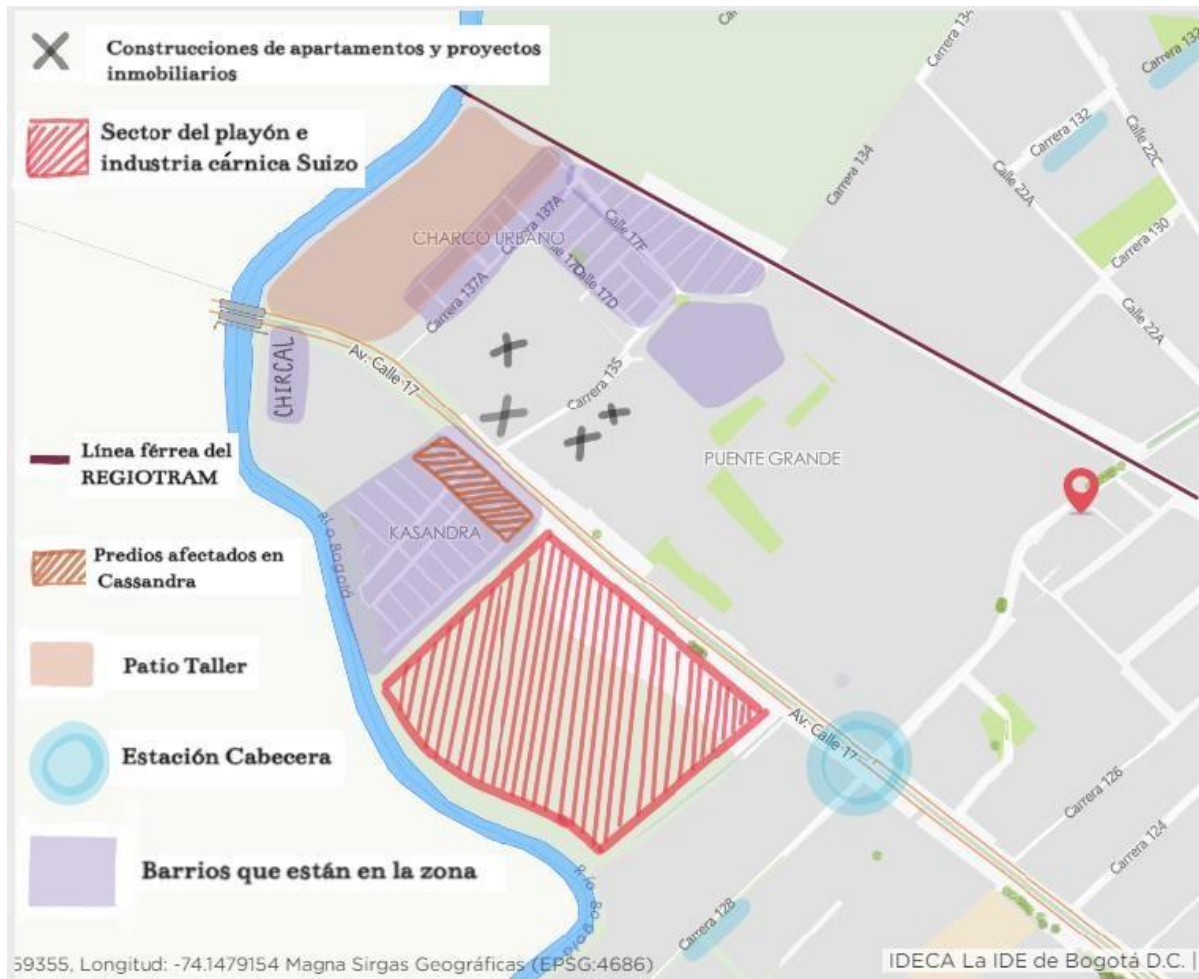 Construcciones de apartamentos y proyectos
inmobiliarios
Sector del playón e
industria cárnica Suizo
Línea férrea del
REGIOTRAM
Predios afectados en
Cassandra
Patio Taller
Estación Cabecera
Barrios que están en la zona
Carrera 134
Carrera 132
Carrera 132
Calle 22C
Calle 22A
Carrera 134
Carrera 130
Calle 22A
CHARCO URBANO
Carrera 137A
Calle 17F
Calle 17D
Carrera 137A
Av. Calle 17
CHIRCAL
Carrera 135
PUENTE GRANDE
KASANDRA
Río Bogotá
Av. Calle 17
Carrera 126
Carrera 124
Carrera 128
Río Bo
59355, Longitud: -74.1479154 Magna Sirgas Geográficas (EPSG:4686)
IDECA La IDE de Bogotá D.C.